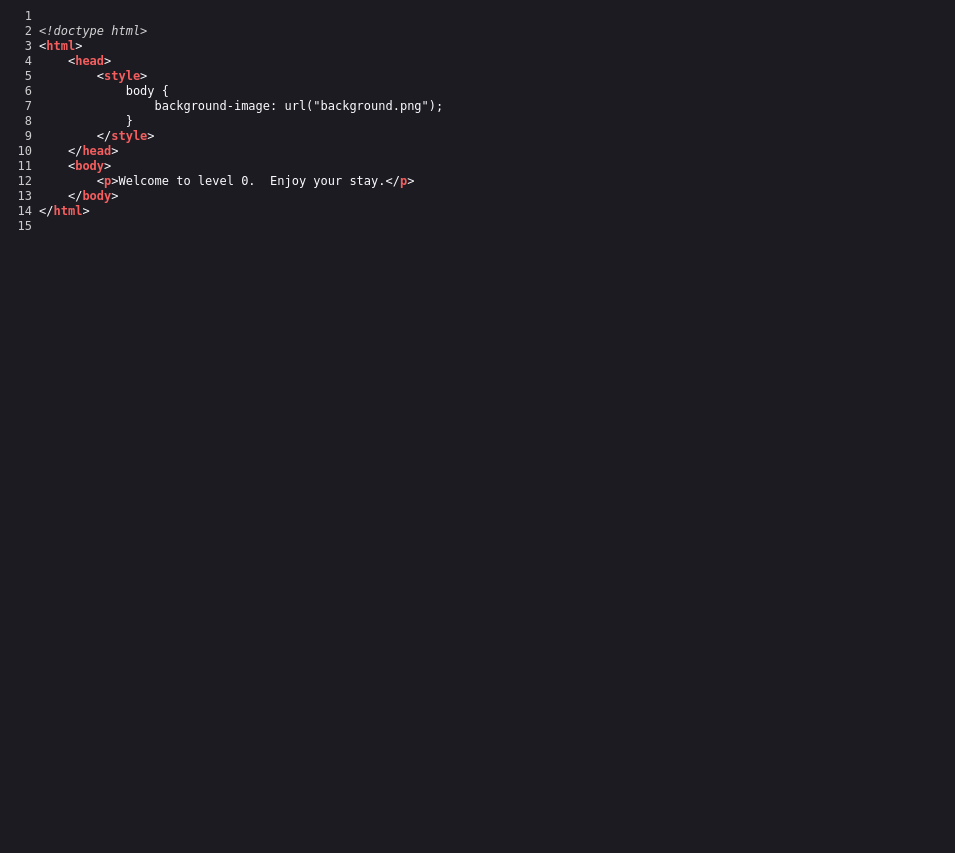 1
2 <!doctype html>
3 <html>
4     <head>
5         <style>
6             body {
7                 background-image: url("background.png");
8             }
9         </style>
10     </head>
11     <body>
12         <p>Welcome to level 0.  Enjoy your stay.</p>
13     </body>
14 </html>
15